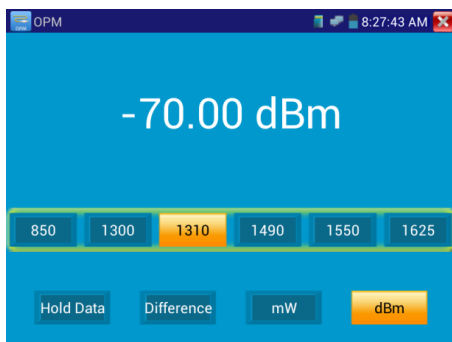 OPM
OPM
8:27:43 AM
-70.00 dBm
850 1300 1310 1490 1550 1625
Hold Data Difference mW dBm